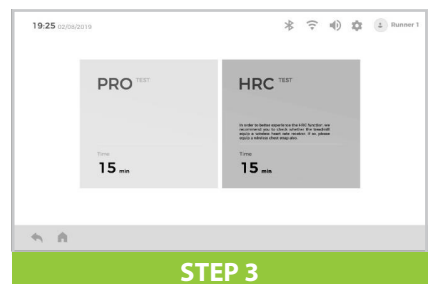 19:25 02/08/2019
Runner 1
PRO TEST
Time
15 min
HRC TEST
In order to better experience the HRC function we
recommend you to check whether the treadmill
enjoy a wireless heart rate receiver. If so, please
equip a wireless chest strap also.
Time
15 min
STEP 3